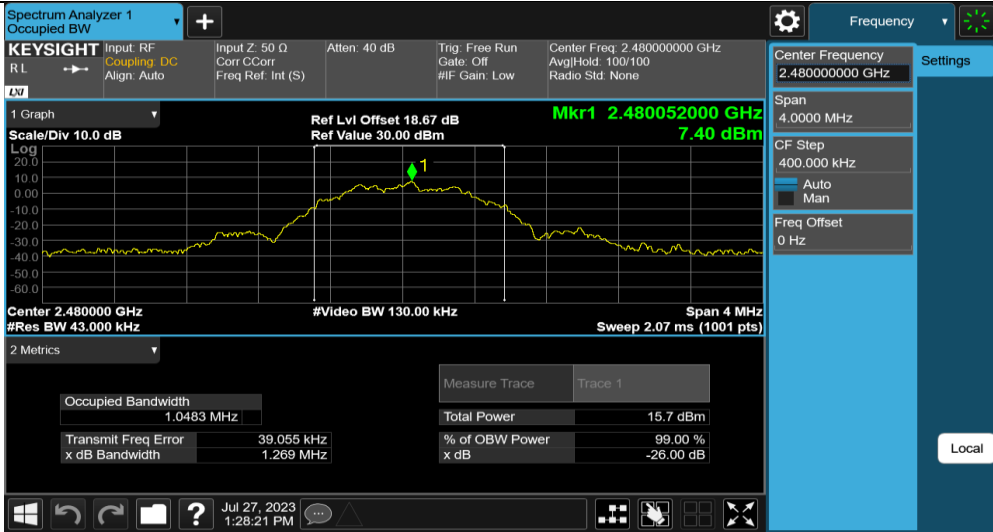 Spectrum Analyzer 1
Occupied BW
+
Frequency
KEYSIGHT
R L
LXI
Input: RF
Coupling: DC
Align: Auto
Input Z: 50 Ω
Corr CCorr
Freq Ref: Int (S)
Atten: 40 dB
Trig: Free Run
Gate: Off
#IF Gain: Low
Center Freq: 2.480000000 GHz
Avg|Hold: 100/100
Radio Std: None
Center Frequency
2.480000000 GHz
Settings
Span
4.0000 MHz
CF Step
400.000 kHz
Auto
Man
Freq Offset
0 Hz
Local
1 Graph
Scale/Div 10.0 dB
Ref Lvl Offset 18.67 dB
Ref Value 30.00 dBm
Mkr1 2.480052000 GHz
7.40 dBm
Log
1
20.0
10.0
0.00
-10.0
-20.0
-30.0
-40.0
-50.0
-60.0
Center 2.480000 GHz
#Video BW 130.00 kHz
Span 4 MHz
#Res BW 43.000 kHz
Sweep 2.07 ms (1001 pts)
2 Metrics
Measure Trace Trace 1
Occupied Bandwidth
1.0483 MHz
Total Power 15.7 dBm
Transmit Freq Error 39.055 kHz
% of OBW Power 99.00 %
x dB Bandwidth 1.269 MHz
x dB -26.00 dB
?
Jul 27, 2023
1:28:21 PM